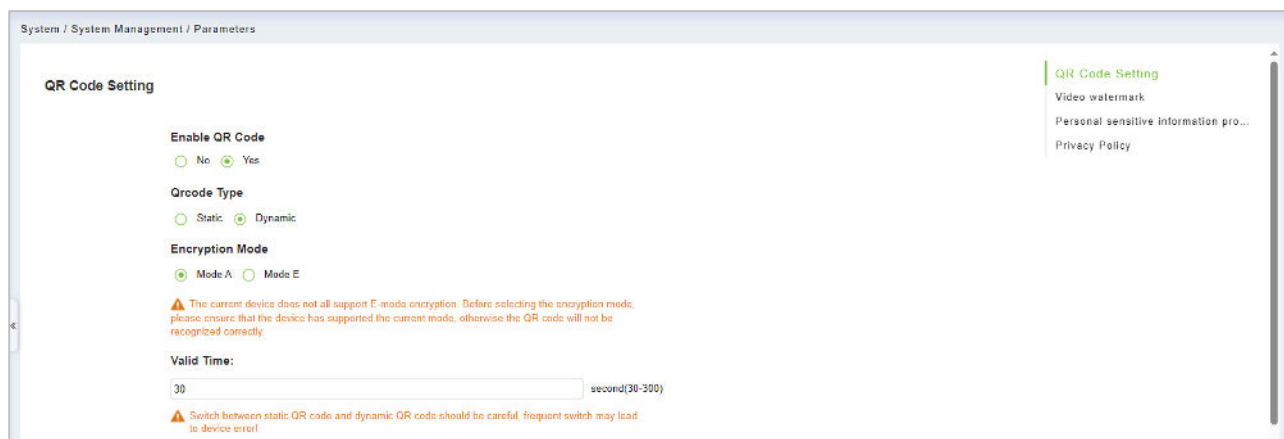 System / System Management / Parameters
QR Code Setting
Enable QR Code
No Yes
Qrcode Type
Static Dynamic
Encryption Mode
Mode A Mode E
The current device does not all support E-mode encryption. Before selecting the encryption mode,
please ensure that the device has supported the current mode, otherwise the QR code will not be
recognized correctly.
Valid Time:
30 second(30-300)
Switch between static QR code and dynamic QR code should be careful, frequent switch may lead
to device error!
QR Code Setting
Video watermark
Personal sensitive information pro...
Privacy Policy
«